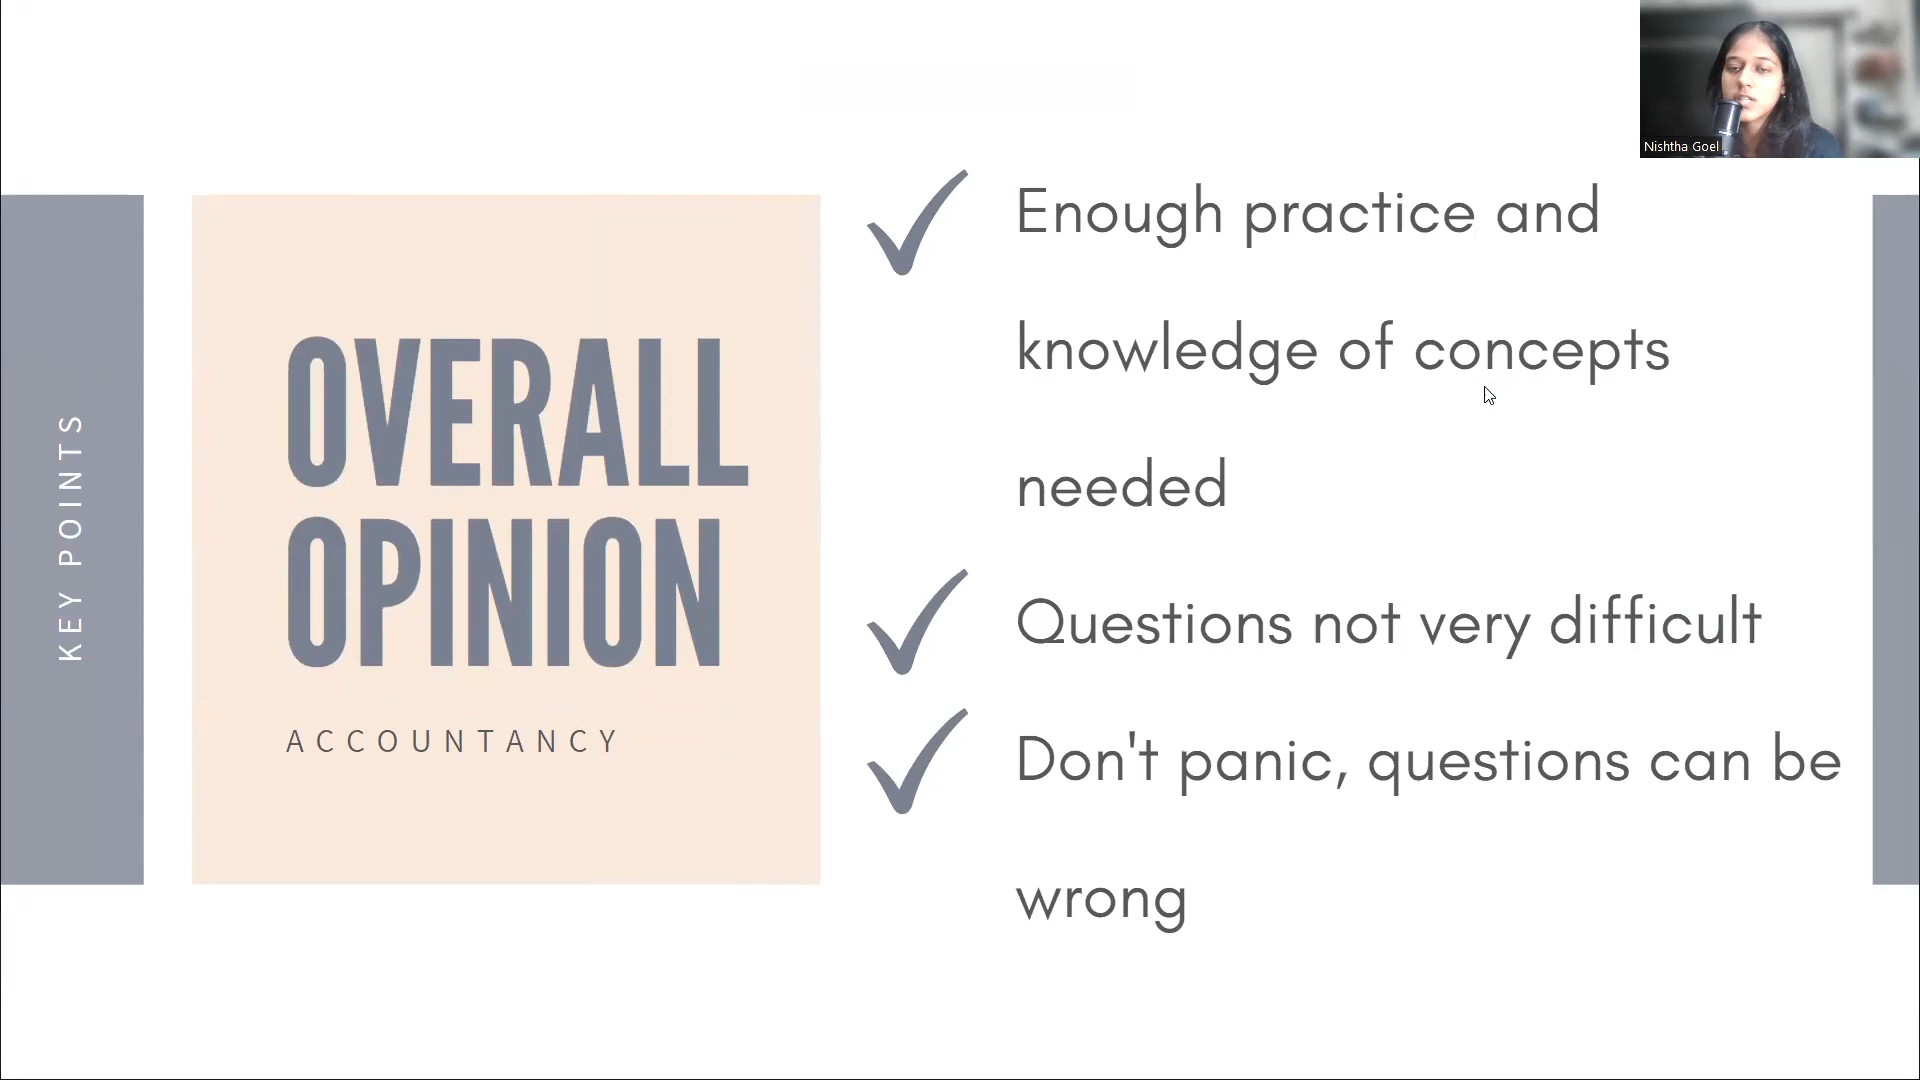 Nishtha Goel
KEY POINTS
OVERALL
OPINION
ACCOUNTANCY
Enough practice and
knowledge of concepts
needed
Questions not very difficult
Don't panic, questions can be
wrong